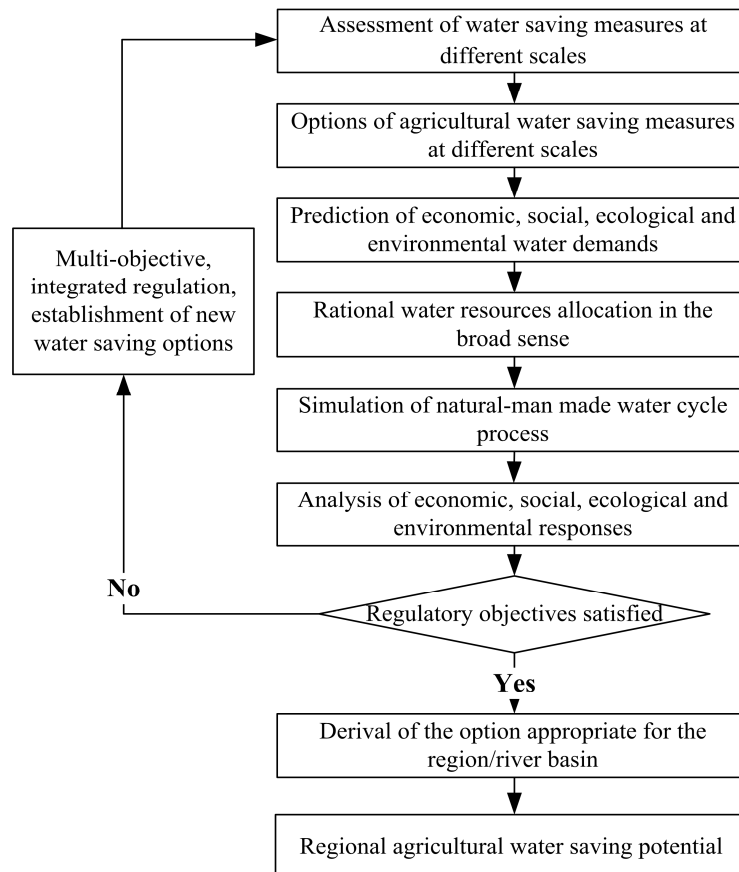 Assessment of water saving measures at
different scales
Options of agricultural water saving measures
at different scales
Prediction of economic, social, ecological and
environmental water demands
Multi-objective,
integrated regulation,
establishment of new
water saving options
Rational water resources allocation in the
broad sense
Simulation of natural-man made water cycle
process
Analysis of economic, social, ecological and
environmental responses
No
Regulatory objectives satisfied
Yes
Derival of the option appropriate for the
region/river basin
Regional agricultural water saving potential